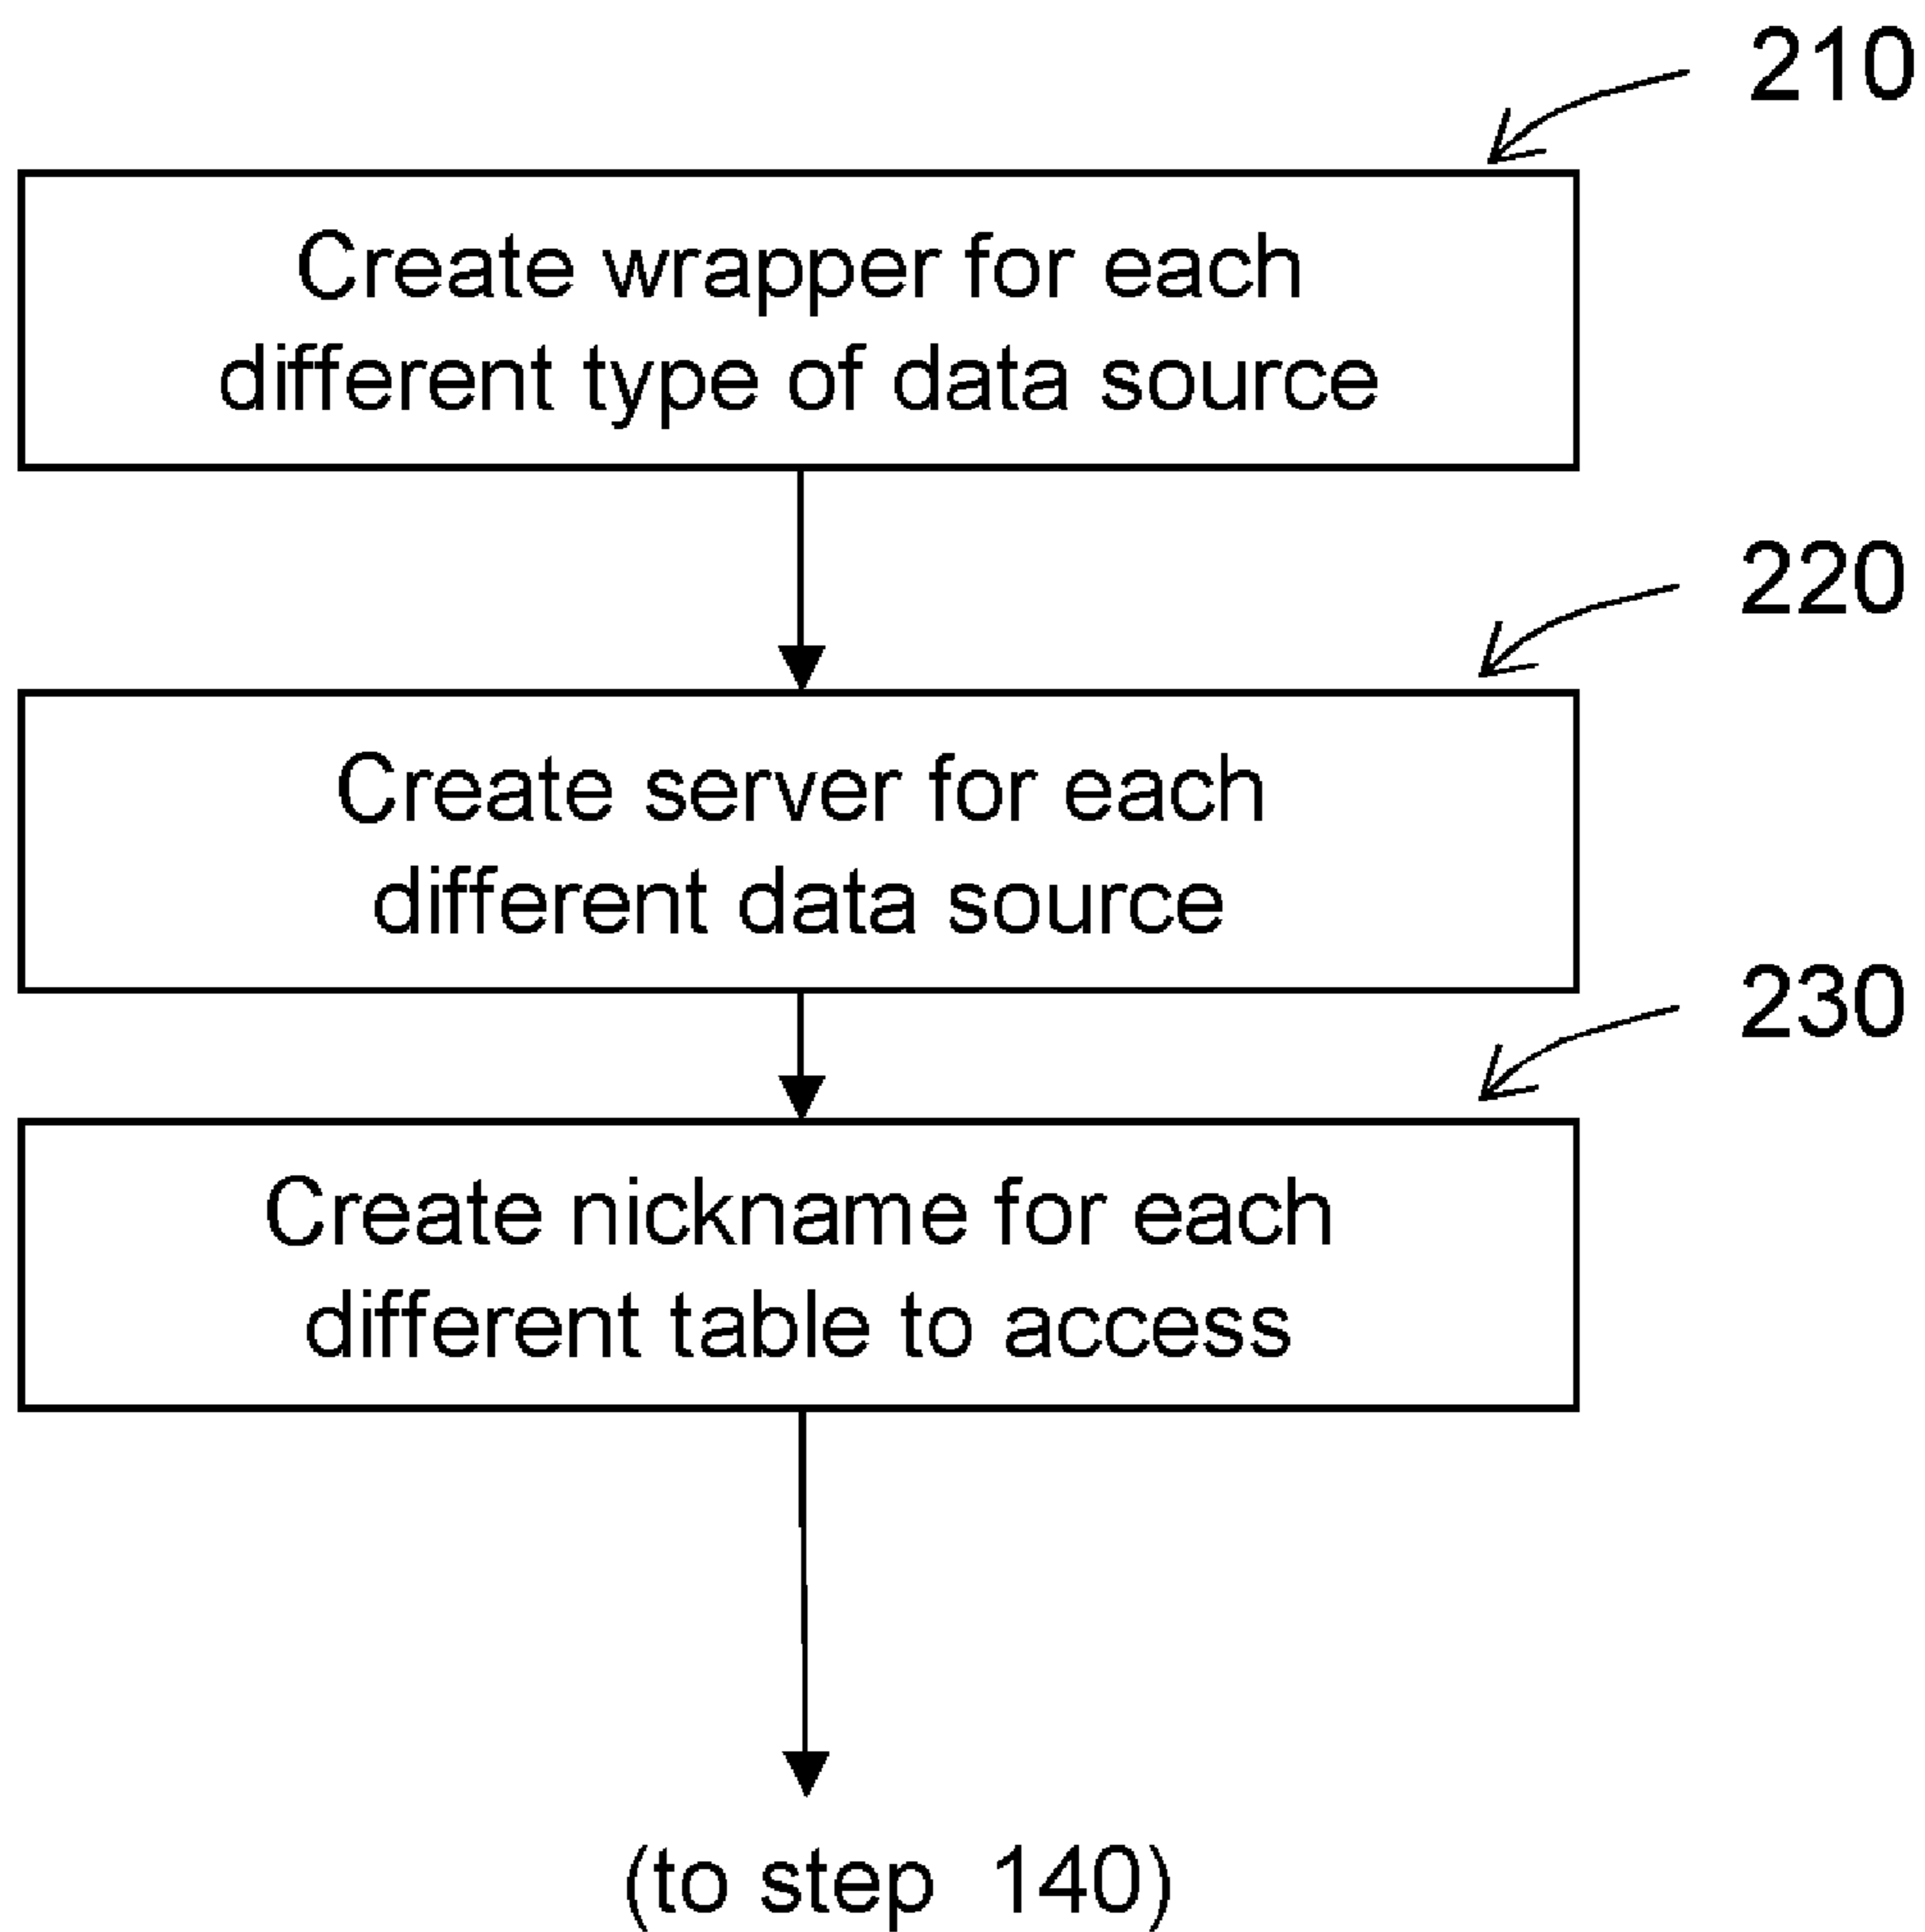 210
Create wrapper for each
different type of data source
220
Create server for each
different data source
230
Create nickname for each
different table to access
(to step 140)